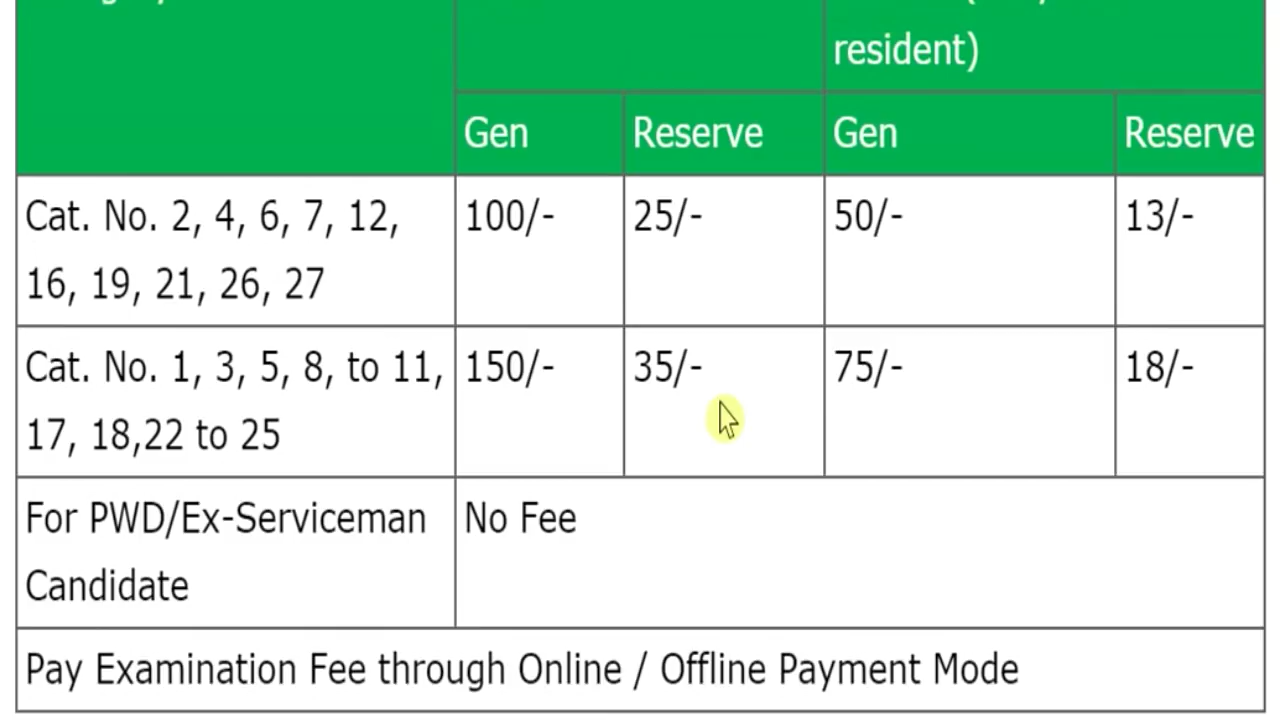 resident)
Gen Reserve Gen Reserve
Cat. No. 2, 4, 6, 7, 12, 100/- 25/- 50/- 13/-
16, 19, 21, 26, 27
Cat. No. 1, 3, 5, 8, to 11, 150/- 35/- 75/- 18/-
17, 18,22 to 25
For PWD/Ex-Serviceman No Fee
Candidate
Pay Examination Fee through Online / Offline Payment Mode